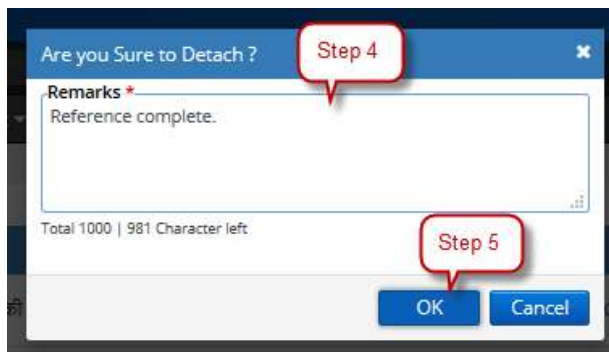 Are you Sure to Detach ?
Step 4
Remarks *
Reference complete.
Total 1000 | 981 Character left
Step 5
OK
Cancel
की